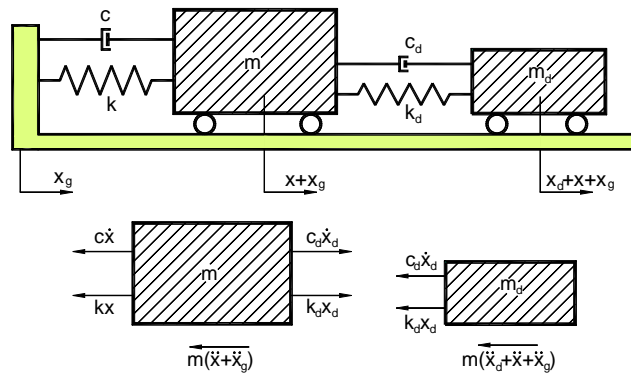 c
c_d
m
m_d
k
k_d
x_g
x+x_g
x_d+x+x_g
cẋ
c_dẋ_d
m
kx
k_dx_d
c_dẋ_d
m_d
k_dx_d
m(ẍ+ẍ_g)
m(ẍ_d+ẍ+ẍ_g)